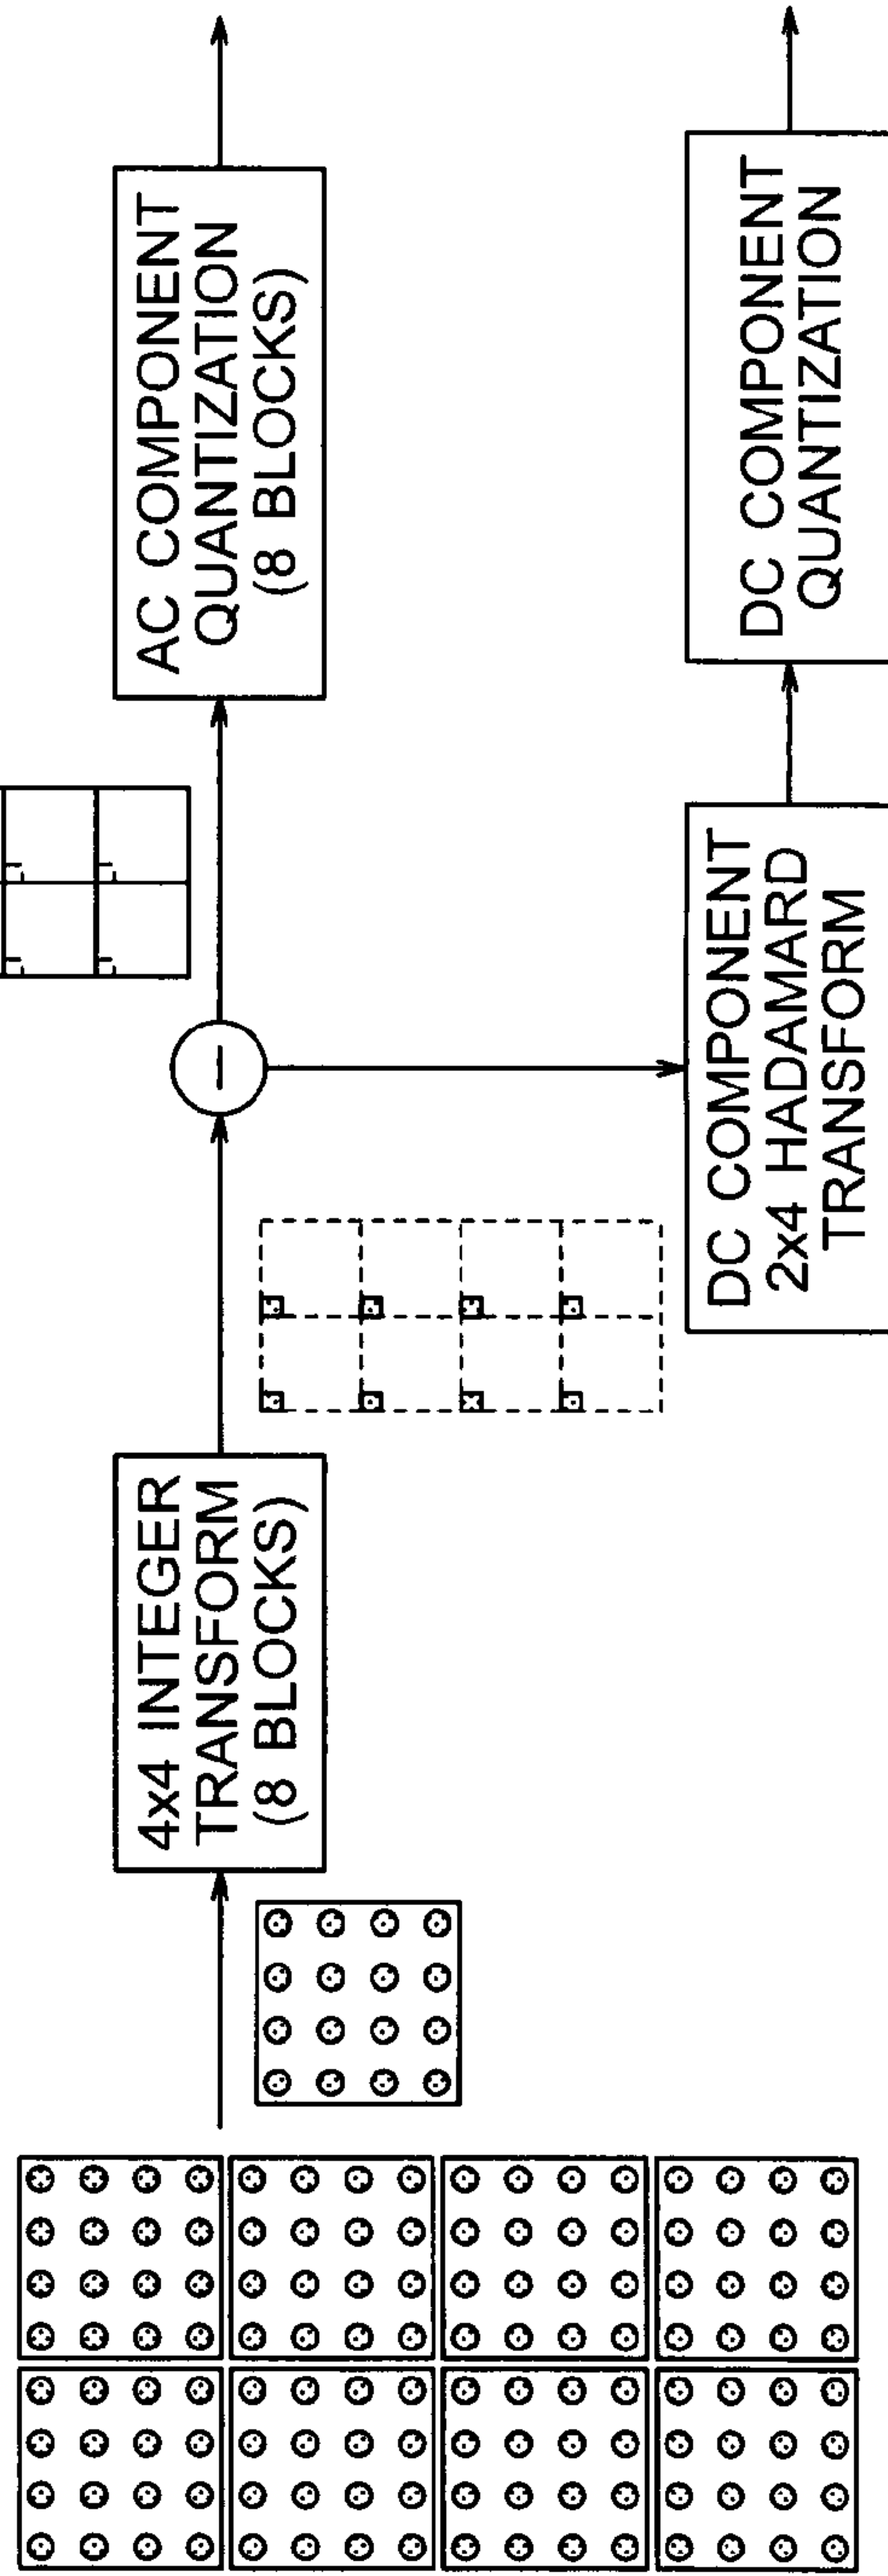 4x4 INTEGER
TRANSFORM
(8 BLOCKS)
AC COMPONENT
QUANTIZATION
(8 BLOCKS)
DC COMPONENT
2x4 HADAMARD
TRANSFORM
DC COMPONENT
QUANTIZATION